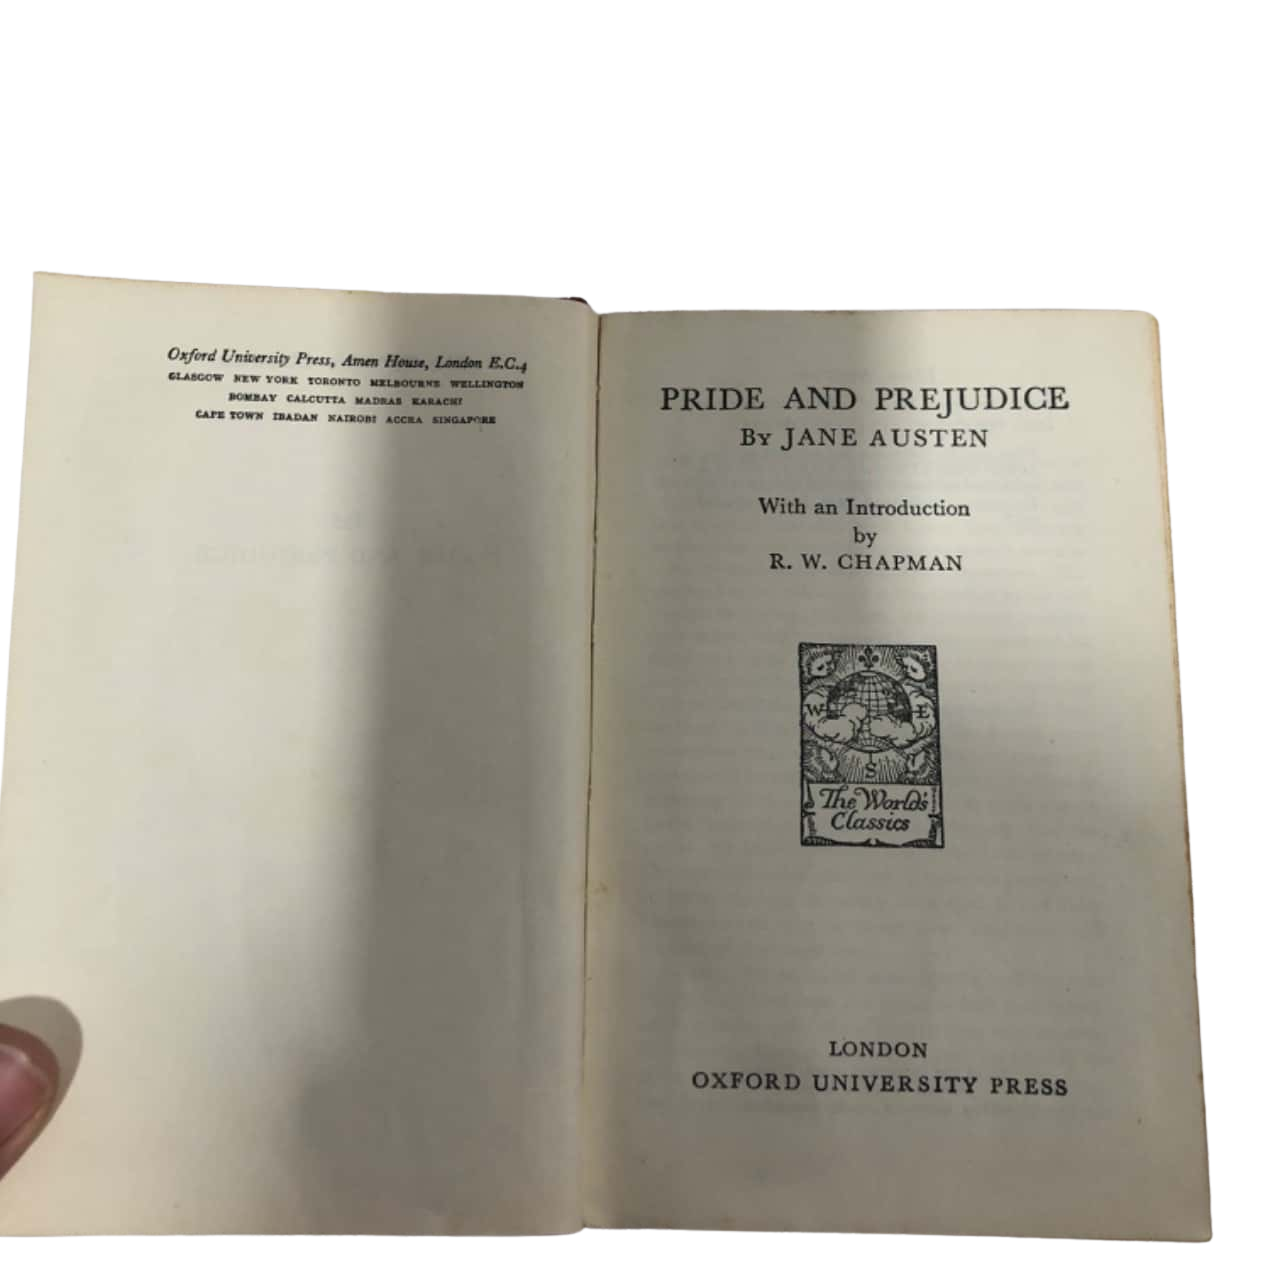 Oxford University Press, Amen House, London E.C.4
GLASGOW NEW YORK TORONTO MELBOURNE WELLINGTON
BOMBAY CALCUTTA MADRAS KARACHI
CAPE TOWN IBADAN NAIROBI ACCRA SINGAPORE
PRIDE AND PREJUDICE
By JANE AUSTEN
With an Introduction
by
R. W. CHAPMAN
W E
S
The World's
Classics
LONDON
OXFORD UNIVERSITY PRESS